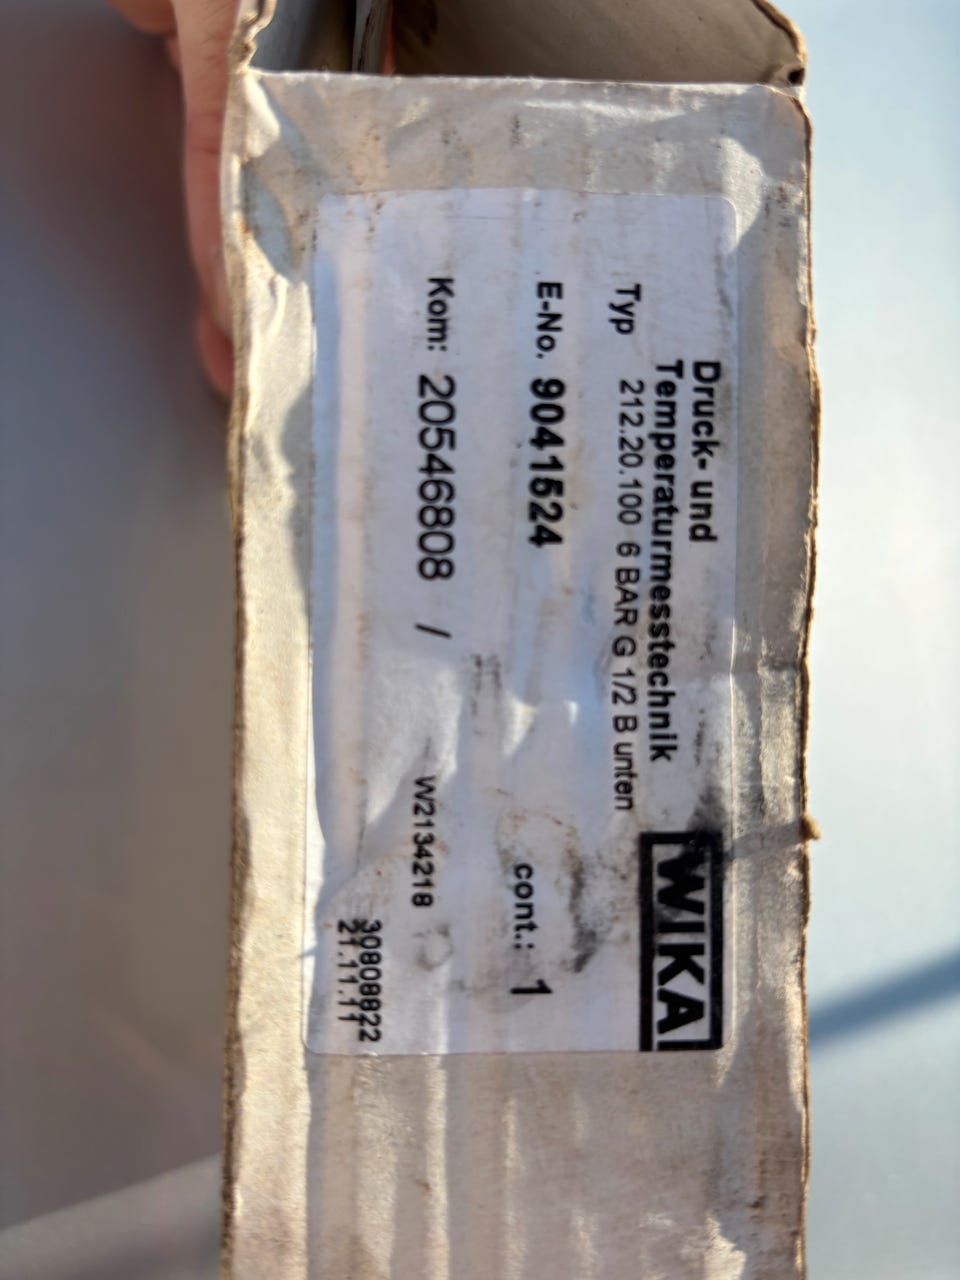 Druck- und
Temperaturmesstechnik
WIKA
Typ 212.20.100 6 BAR G 1/2 B unten
E-No. 9041524 cont.: 1
Kom: 20546808 / W2134218
30808822
21.11.11